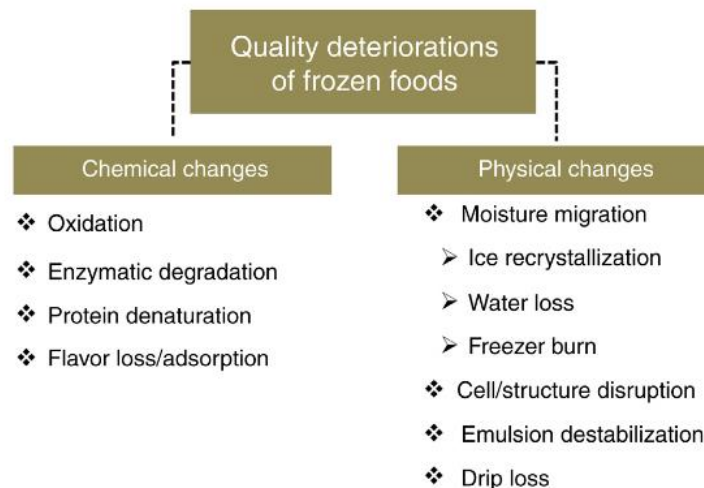 Quality deteriorations
of frozen foods
Chemical changes
❖ Oxidation
❖ Enzymatic degradation
❖ Protein denaturation
❖ Flavor loss/adsorption
Physical changes
❖ Moisture migration
➢ Ice recrystallization
➢ Water loss
➢ Freezer burn
❖ Cell/structure disruption
❖ Emulsion destabilization
❖ Drip loss